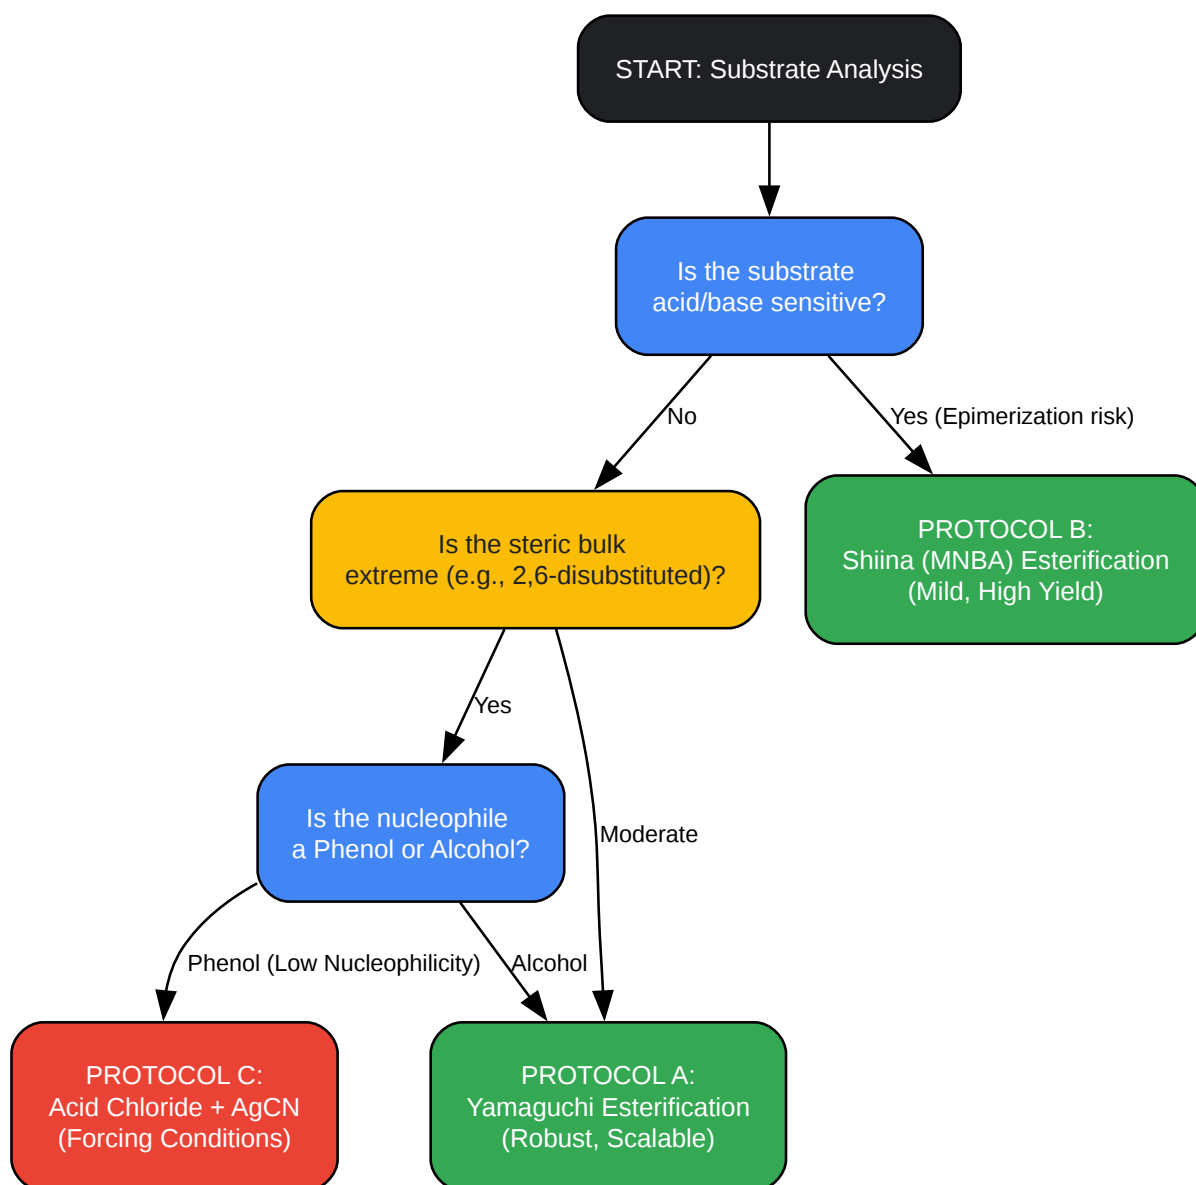 START: Substrate Analysis
Is the substrate
acid/base sensitive?
No
Yes (Epimerization risk)
Is the steric bulk
extreme (e.g., 2,6-disubstituted)?
PROTOCOL B:
Shiina (MNBA) Esterification
(Mild, High Yield)
Yes
Is the nucleophile
a Phenol or Alcohol?
Moderate
Phenol (Low Nucleophilicity)
Alcohol
PROTOCOL C:
Acid Chloride + AgCN
(Forcing Conditions)
PROTOCOL A:
Yamaguchi Esterification
(Robust, Scalable)